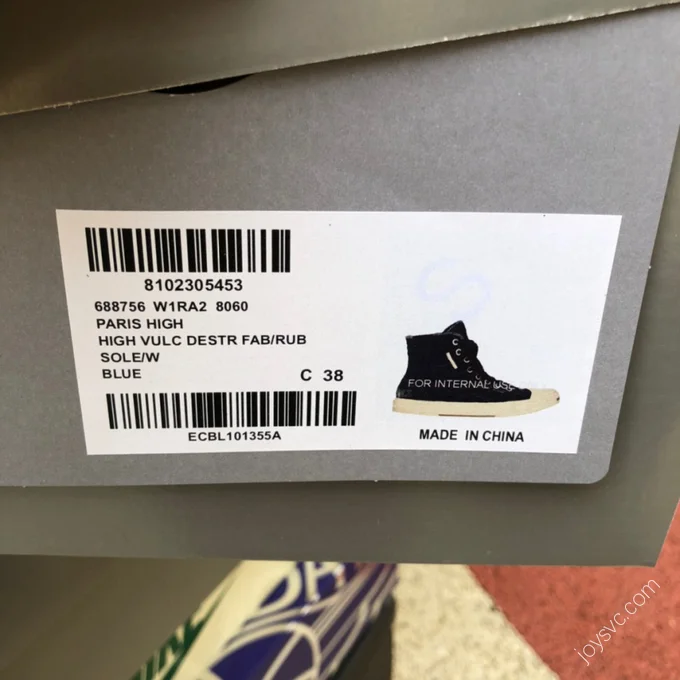 8102305453
688756 W1RA2 8060
PARIS HIGH
HIGH VULC DESTR FAB/RUB
SOLE/W
BLUE C 38
ECBL101355A
FOR INTERNAL USE
MADE IN CHINA
joysvc.com